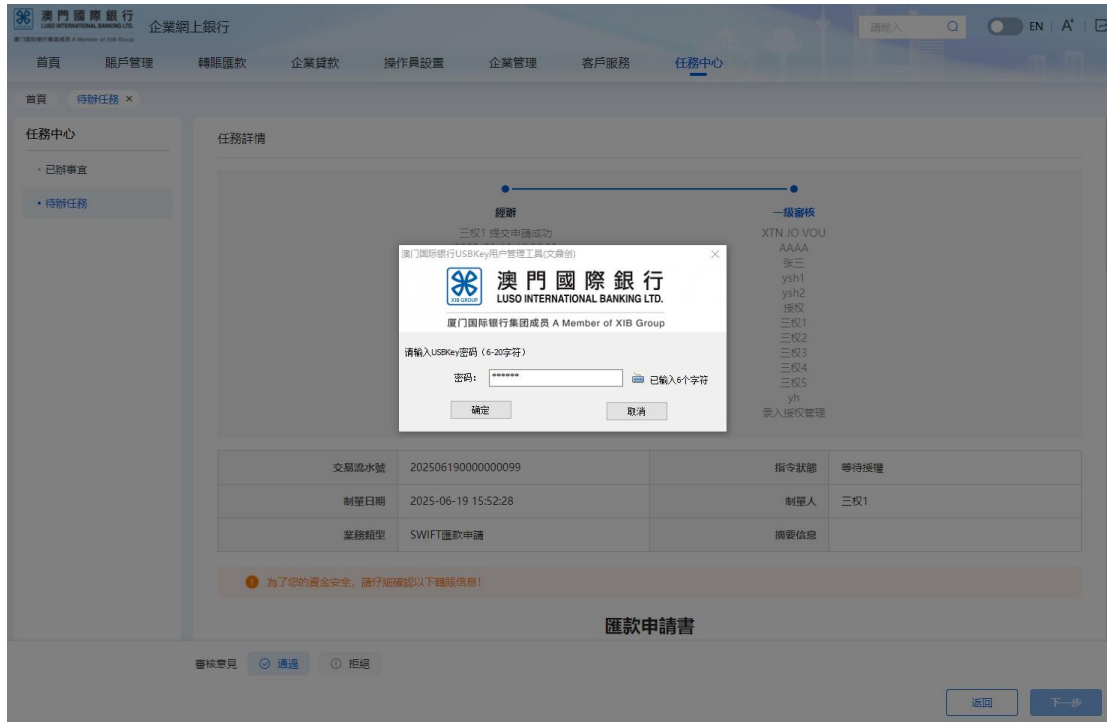 澳門國際銀行
LUSO INTERNATIONAL BANKING LTD.
厦门国际银行集团成员 A Member of XIB Group
企業網上銀行
請輸入
EN
A+
首頁 賬戶管理 轉賬匯款 企業貸款 操作員設置 企業管理 客戶服務 任務中心
首頁 待辦任務 ×
任務中心
已辦事宜
待辦任務
任務詳情
經辦 一級審核
三权1 提交申請成功
XTN JO VOU
AAAA
张三
ysh1
ysh2
授权
三权1
三权2
三权3
三权4
三权5
yh
录入授权管理
澳门国际银行USBKey用户管理工具(文鼎创)
XIB GROUP
澳門國際銀行
LUSO INTERNATIONAL BANKING LTD.
厦门国际银行集团成员 A Member of XIB Group
请输入USBKey密码（6-20字符）
密码： ****** 已输入6个字符
确定 取消
交易流水號 202506190000000099 指令狀態 等待授權
制單日期 2025-06-19 15:52:28 制單人 三权1
業務類型 SWIFT匯款申請 摘要信息
為了您的資金安全，請仔細確認以下轉賬信息！
匯款申請書
審核意見 通過 拒絕
返回 下一步